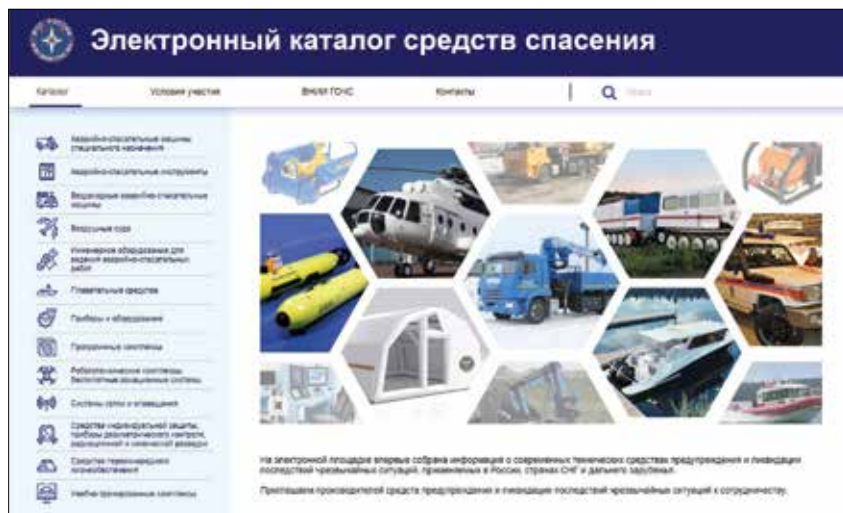 Электронный каталог средств спасения
Каталог
Условия участия
ВНИИ ГОЧС
Контакты
Поиск
Аварийно-спасательные машины
специального назначения
Аварийно-спасательные инструменты
Вездеходные аварийно-спасательные
машины
Воздушные суда
Инженерное оборудование для
ведения аварийно-спасательных
работ
Плавательные средства
Приборы и оборудование
Программные комплексы
Робототехнические комплексы,
беспилотные авиационные системы
Системы связи и оповещения
Средства индивидуальной защиты,
приборы дозиметрического контроля,
радиационной и химической разведки
Средства первоочередного
жизнеобеспечения
Учебно-тренировочные комплексы
На электронной площадке впервые собрана информация о современных технических средствах предупреждения и ликвидации
последствий чрезвычайных ситуаций, применяемых в России, странах СНГ и дальнего зарубежья.
Приглашаем производителей средств предупреждения и ликвидации последствий чрезвычайных ситуаций к сотрудничеству.